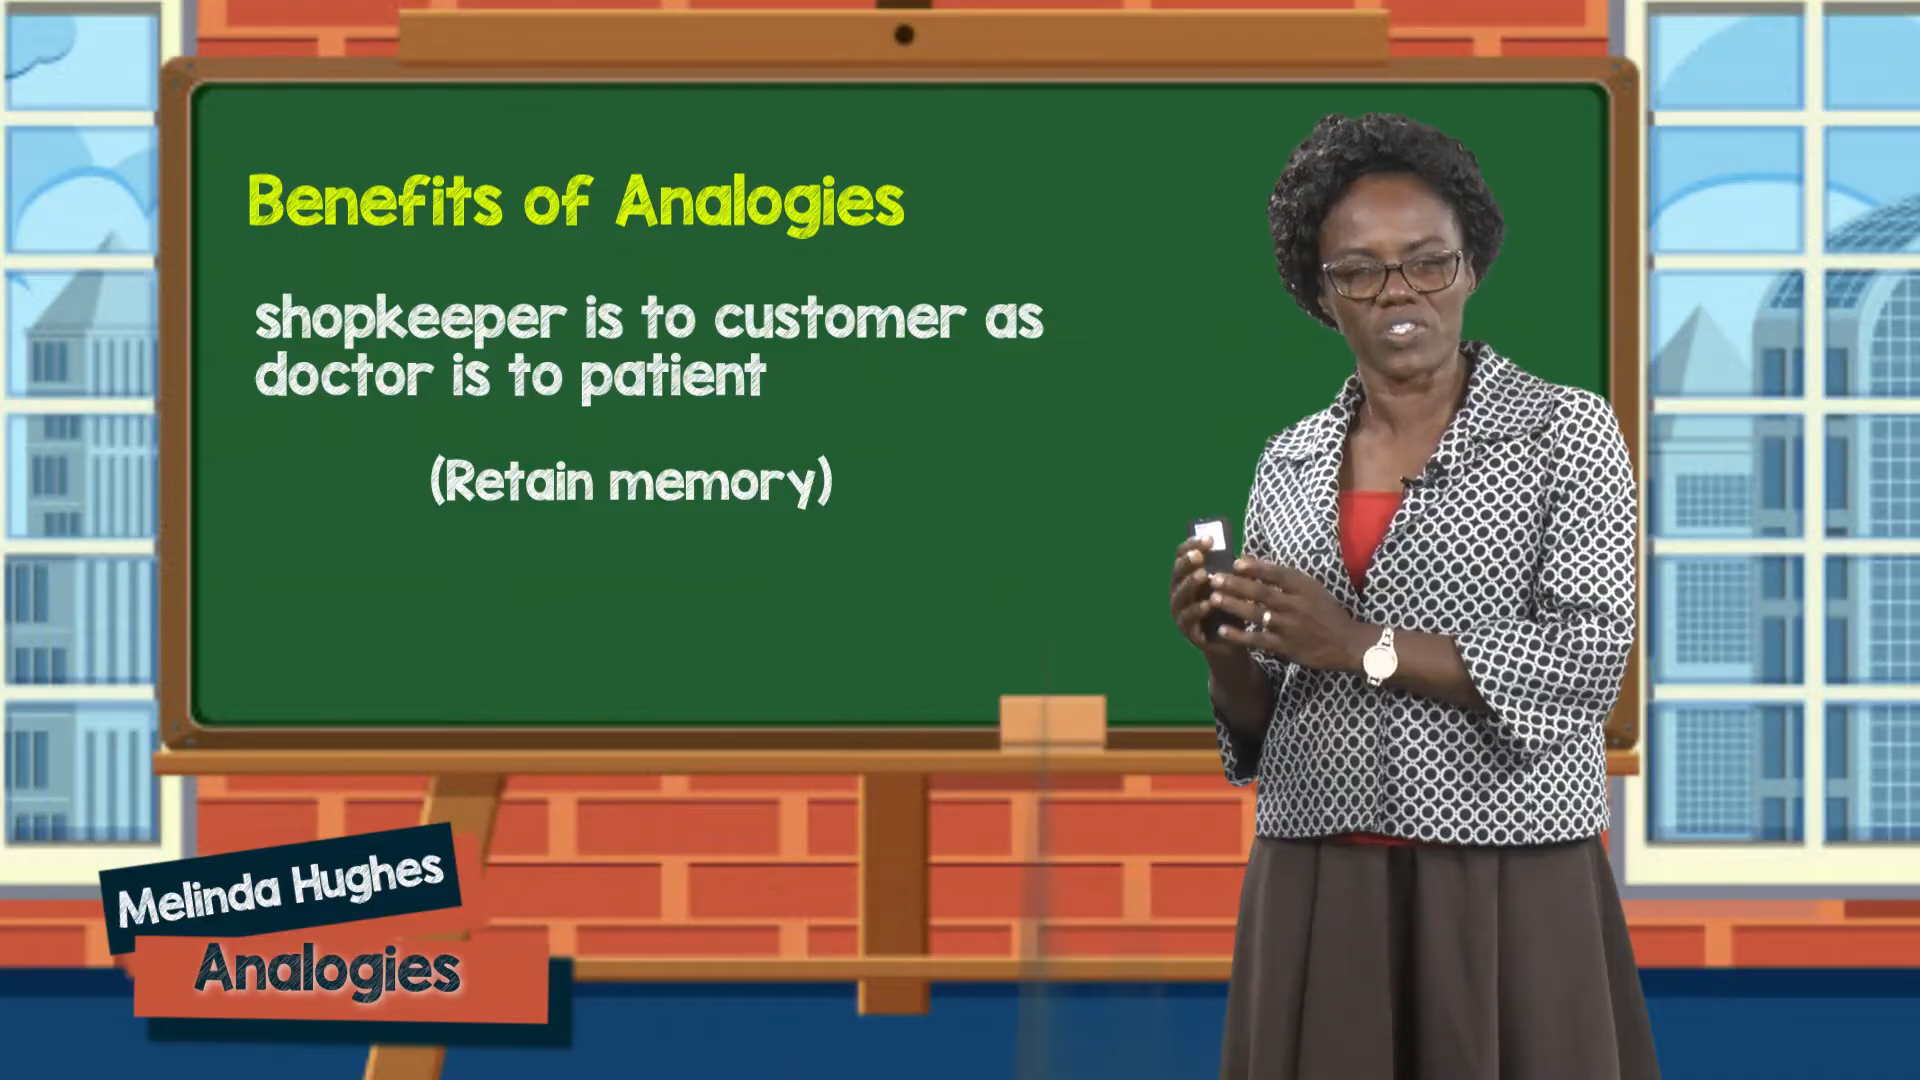 Benefits of Analogies
shopkeeper is to customer as
doctor is to patient
(Retain memory)
Melinda Hughes
Analogies